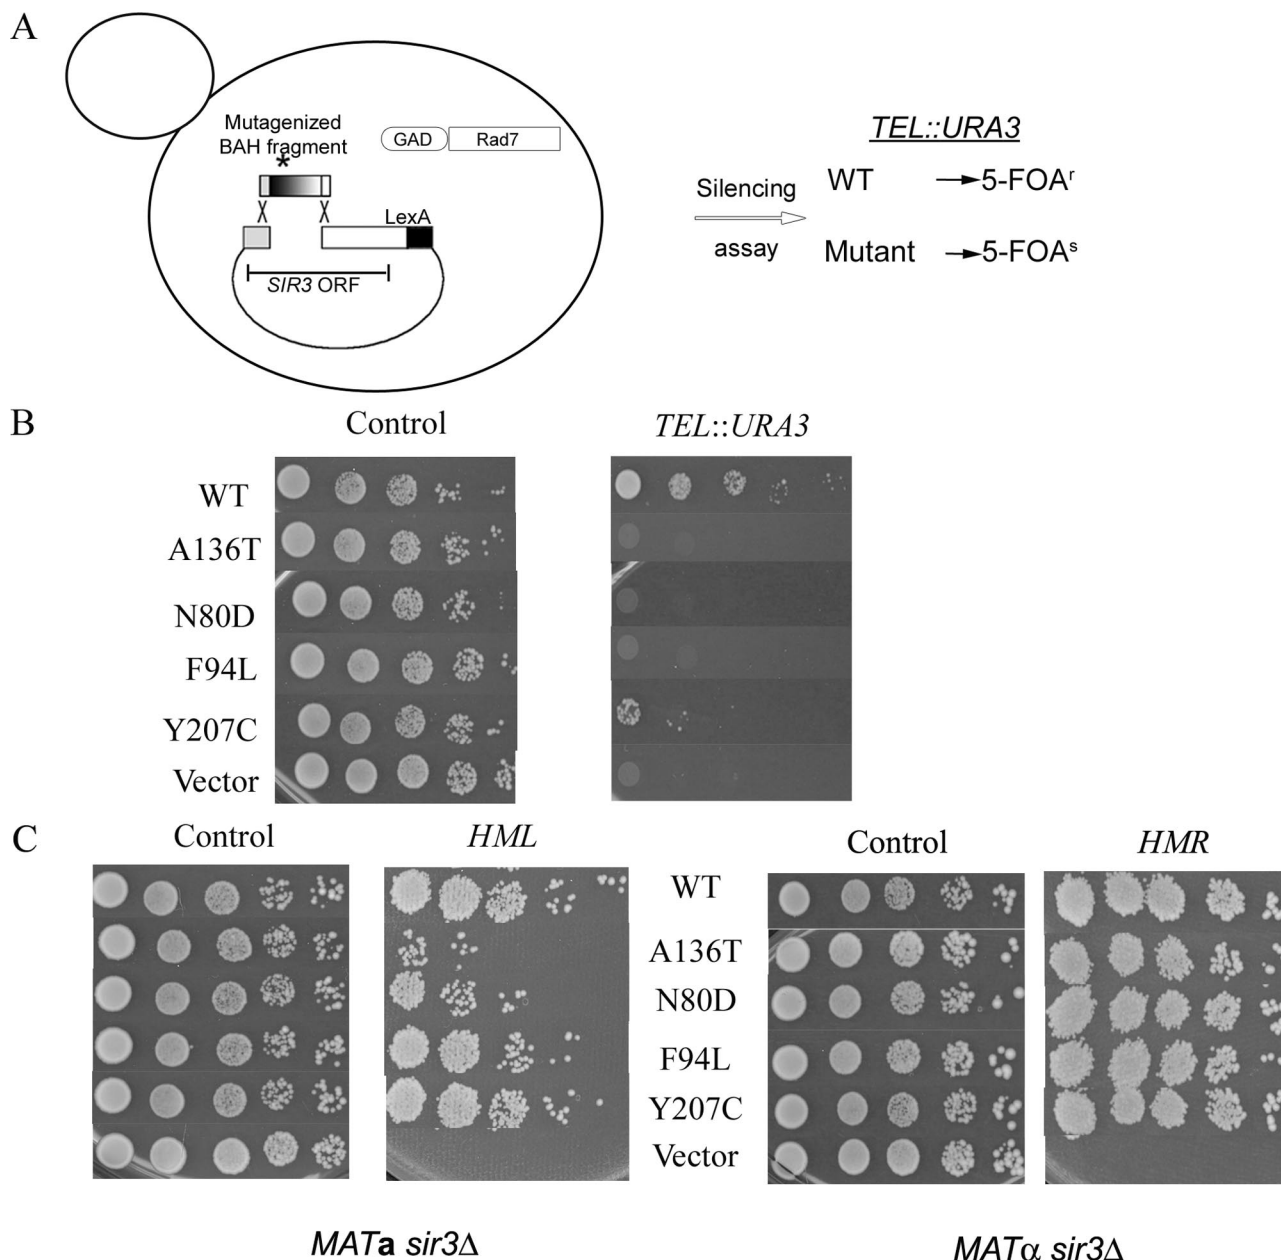 A
Mutagenized
BAH fragment
*
GAD
Rad7
LexA
SIR3 ORF
Silencing
assay
TEL::URA3
WT → 5-FOAʳ
Mutant → 5-FOAˢ
B
Control
TEL::URA3
WT
A136T
N80D
F94L
Y207C
Vector
C
Control
HML
Control
HMR
WT
A136T
N80D
F94L
Y207C
Vector
MATa sir3Δ
MATα sir3Δ